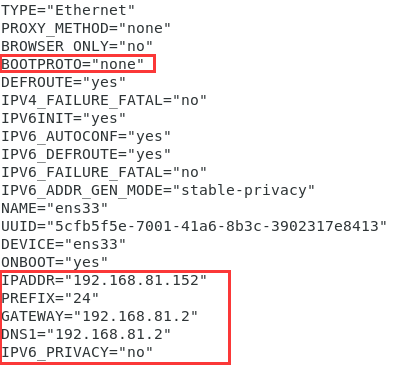 TYPE="Ethernet"
PROXY_METHOD="none"
BROWSER_ONLY="no"
BOOTPROTO="none"
DEFROUTE="yes"
IPV4_FAILURE_FATAL="no"
IPV6INIT="yes"
IPV6_AUTOCONF="yes"
IPV6_DEFROUTE="yes"
IPV6_FAILURE_FATAL="no"
IPV6_ADDR_GEN_MODE="stable-privacy"
NAME="ens33"
UUID="5cfb5f5e-7001-41a6-8b3c-3902317e8413"
DEVICE="ens33"
ONBOOT="yes"
IPADDR="192.168.81.152"
PREFIX="24"
GATEWAY="192.168.81.2"
DNS1="192.168.81.2"
IPV6_PRIVACY="no"